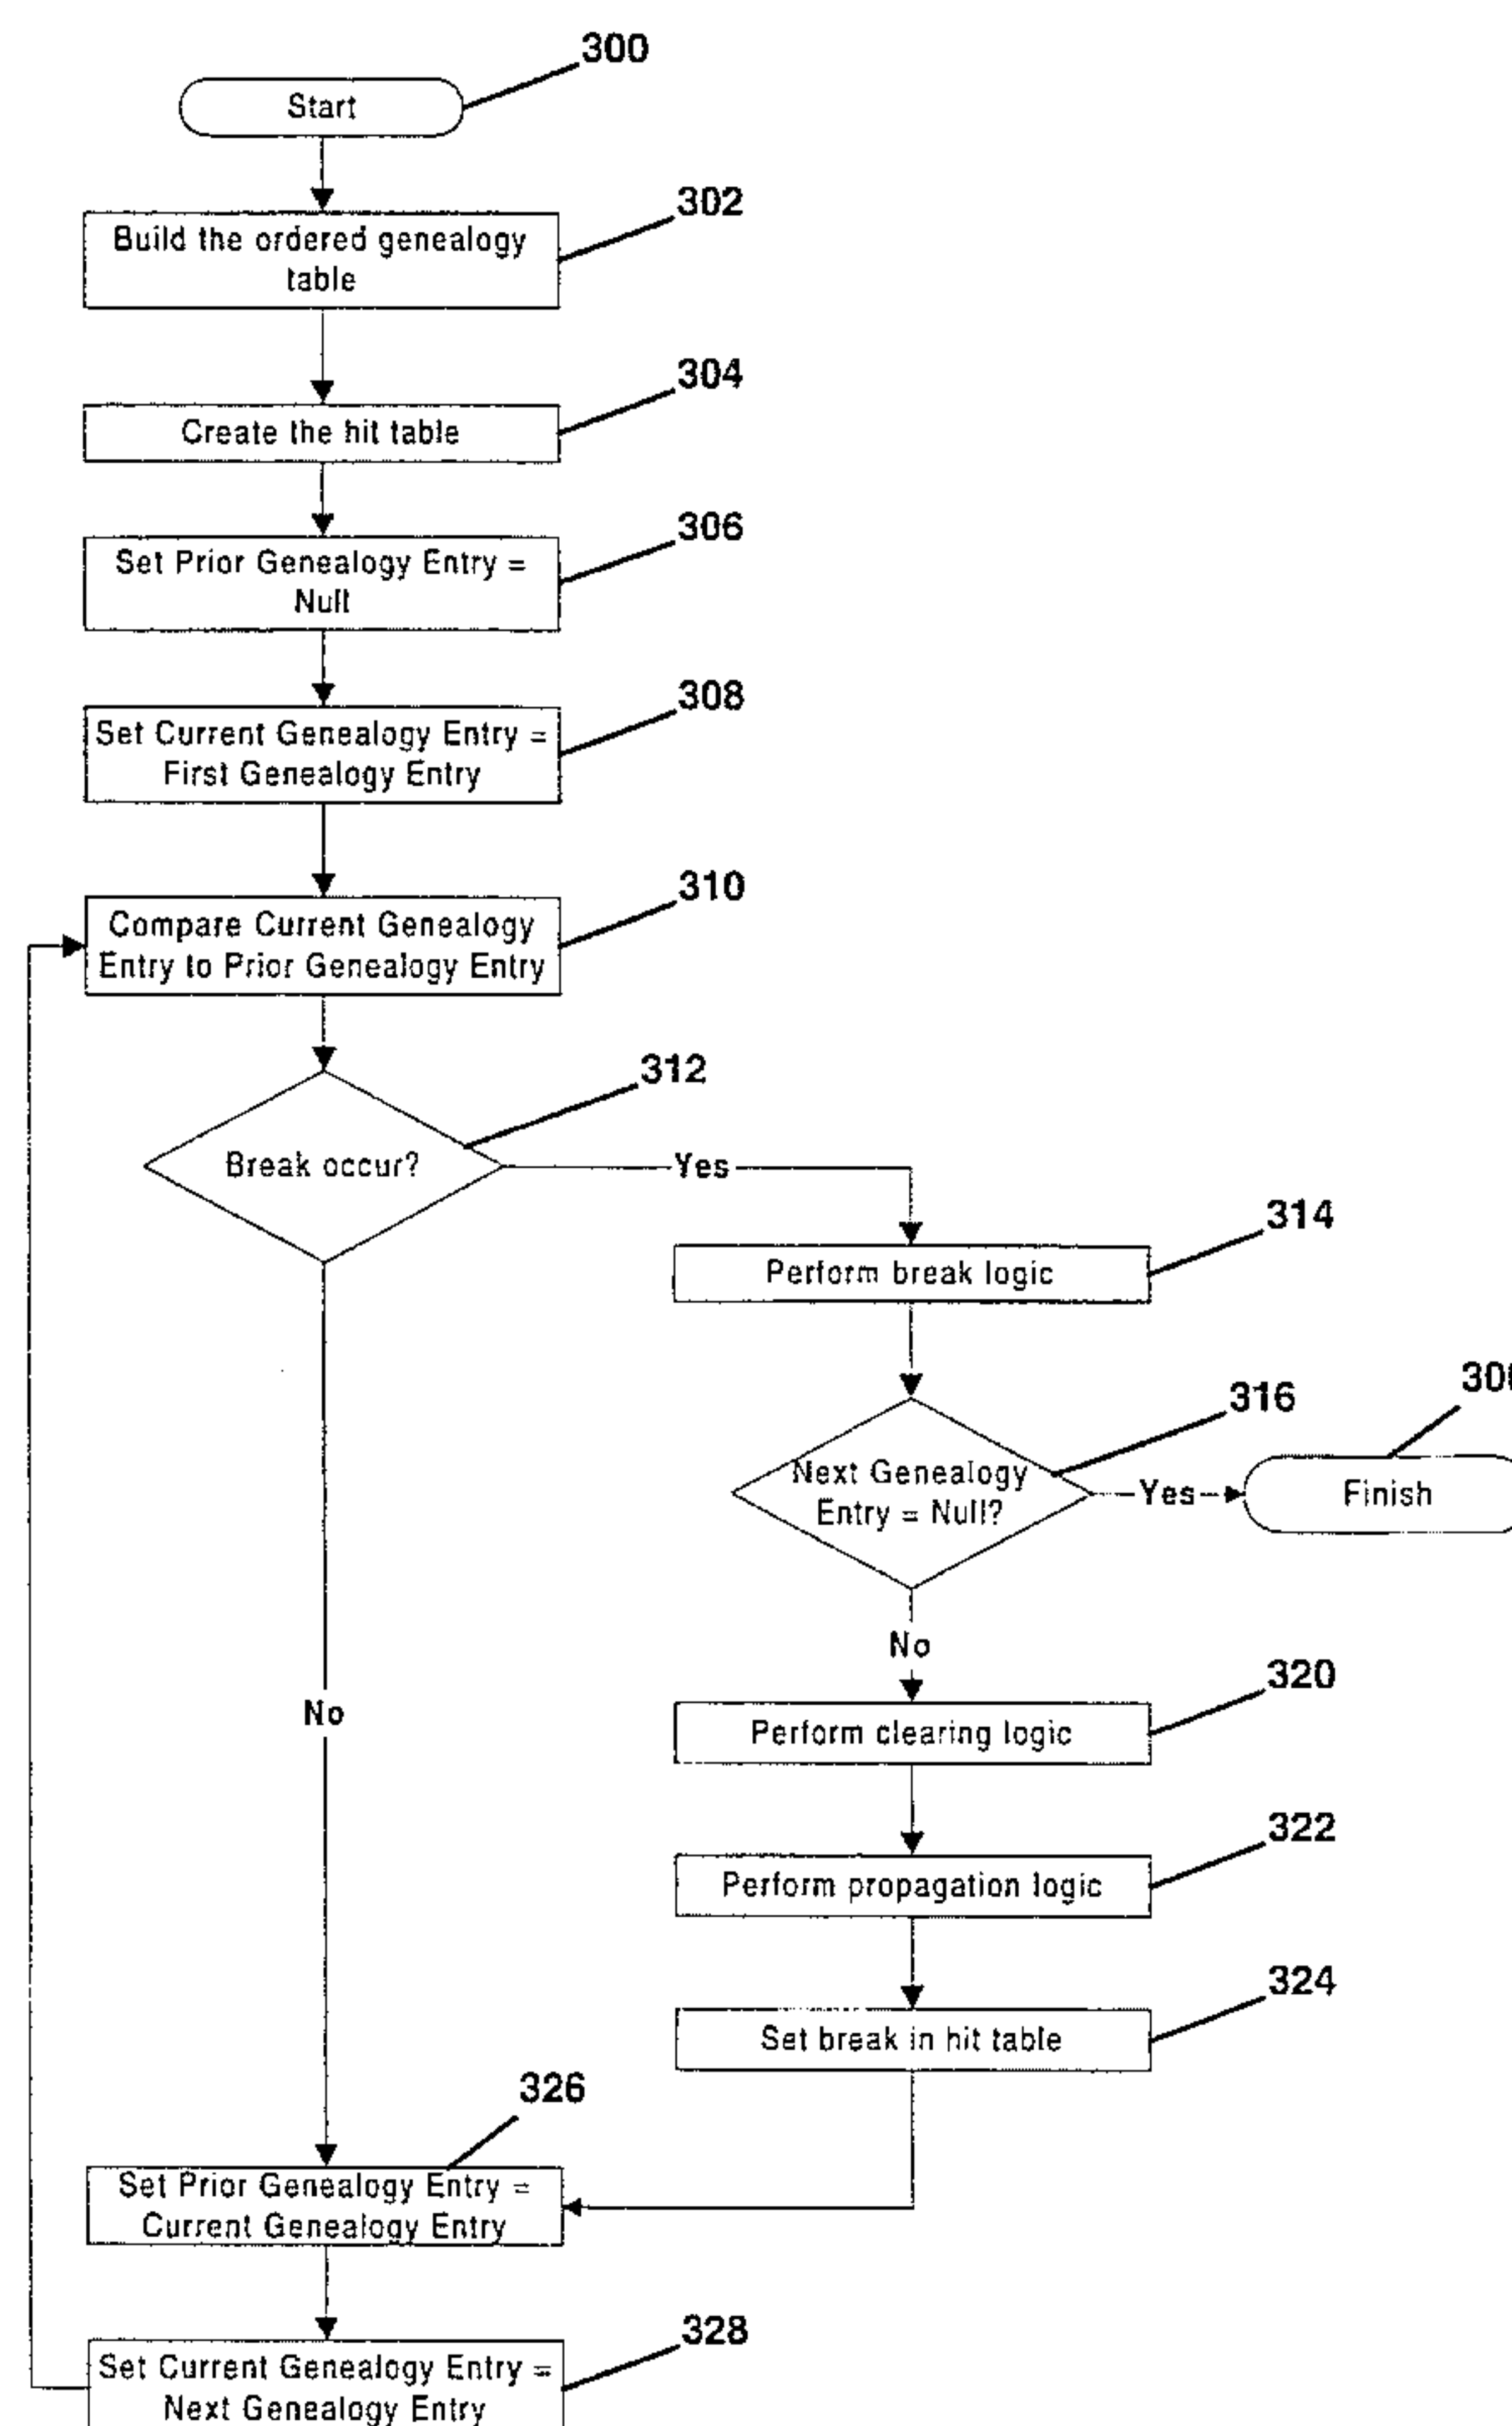 300
Start
302
Build the ordered genealogy
table
304
Create the hit table
306
Set Prior Genealogy Entry =
Null
308
Set Current Genealogy Entry =
First Genealogy Entry
310
Compare Current Genealogy
Entry to Prior Genealogy Entry
312
Break occur?
Yes
314
Perform break logic
316
Next Genealogy
Entry = Null?
Yes
Finish
No
320
Perform clearing logic
No
322
Perform propagation logic
324
Set break in hit table
326
Set Prior Genealogy Entry =
Current Genealogy Entry
328
Set Current Genealogy Entry =
Next Genealogy Entry